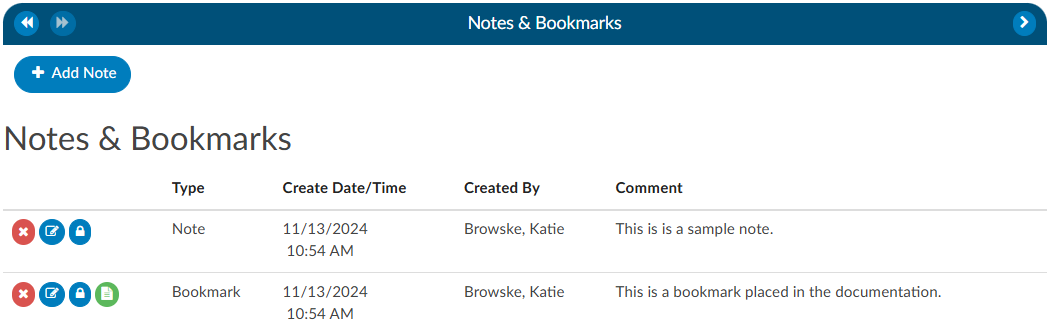 Notes & Bookmarks
Add Note
Notes & Bookmarks
Type Create Date/Time Created By Comment
Note 11/13/2024 Browske, Katie This is is a sample note.
10:54 AM
Bookmark 11/13/2024 Browske, Katie This is a bookmark placed in the documentation.
10:54 AM